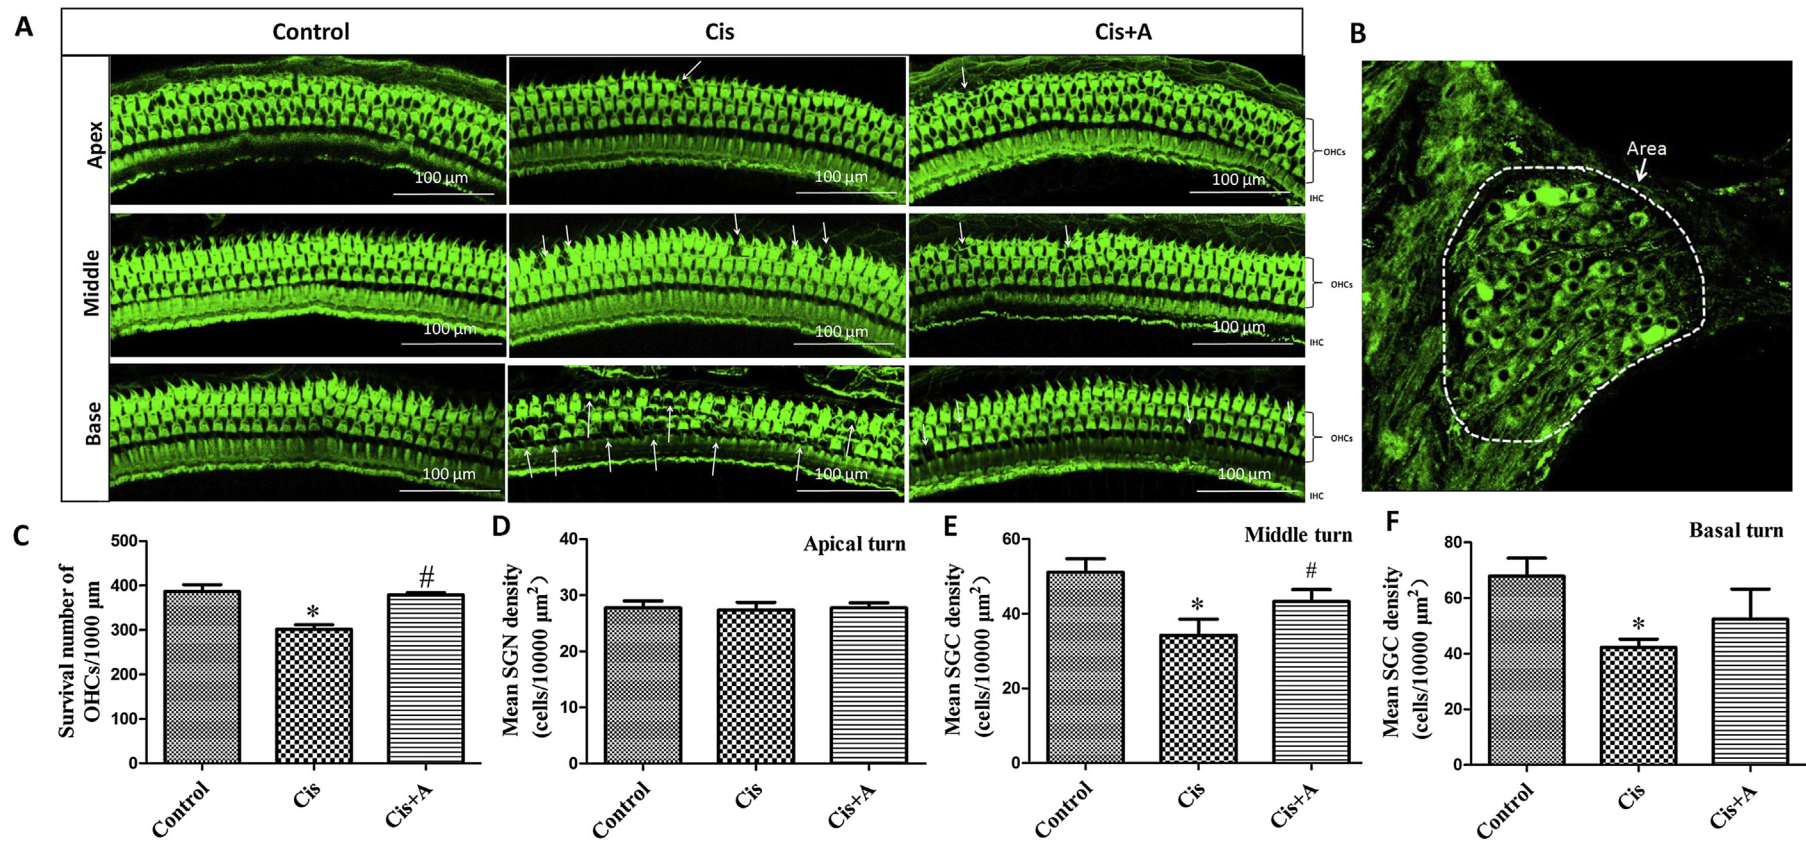 A
Control
Cis
Cis+A
B
Apex
100 μm
100 μm
100 μm
OHCs
IHC
Area
Middle
100 μm
100 μm
100 μm
OHCs
IHC
Base
100 μm
100 μm
100 μm
OHCs
IHC
C
Survival number of
OHCs/1000 μm
500
400
300
200
100
0
*
#
Control
Cis
Cis+A
D
Apical turn
Mean SGN density
(cells/10000 μm²)
40
30
20
10
0
Control
Cis
Cis+A
E
Middle turn
Mean SGC density
(cells/10000 μm²)
60
40
20
0
*
#
Control
Cis
Cis+A
F
Basal turn
Mean SGC density
(cells/10000 μm²)
80
60
40
20
0
*
Control
Cis
Cis+A